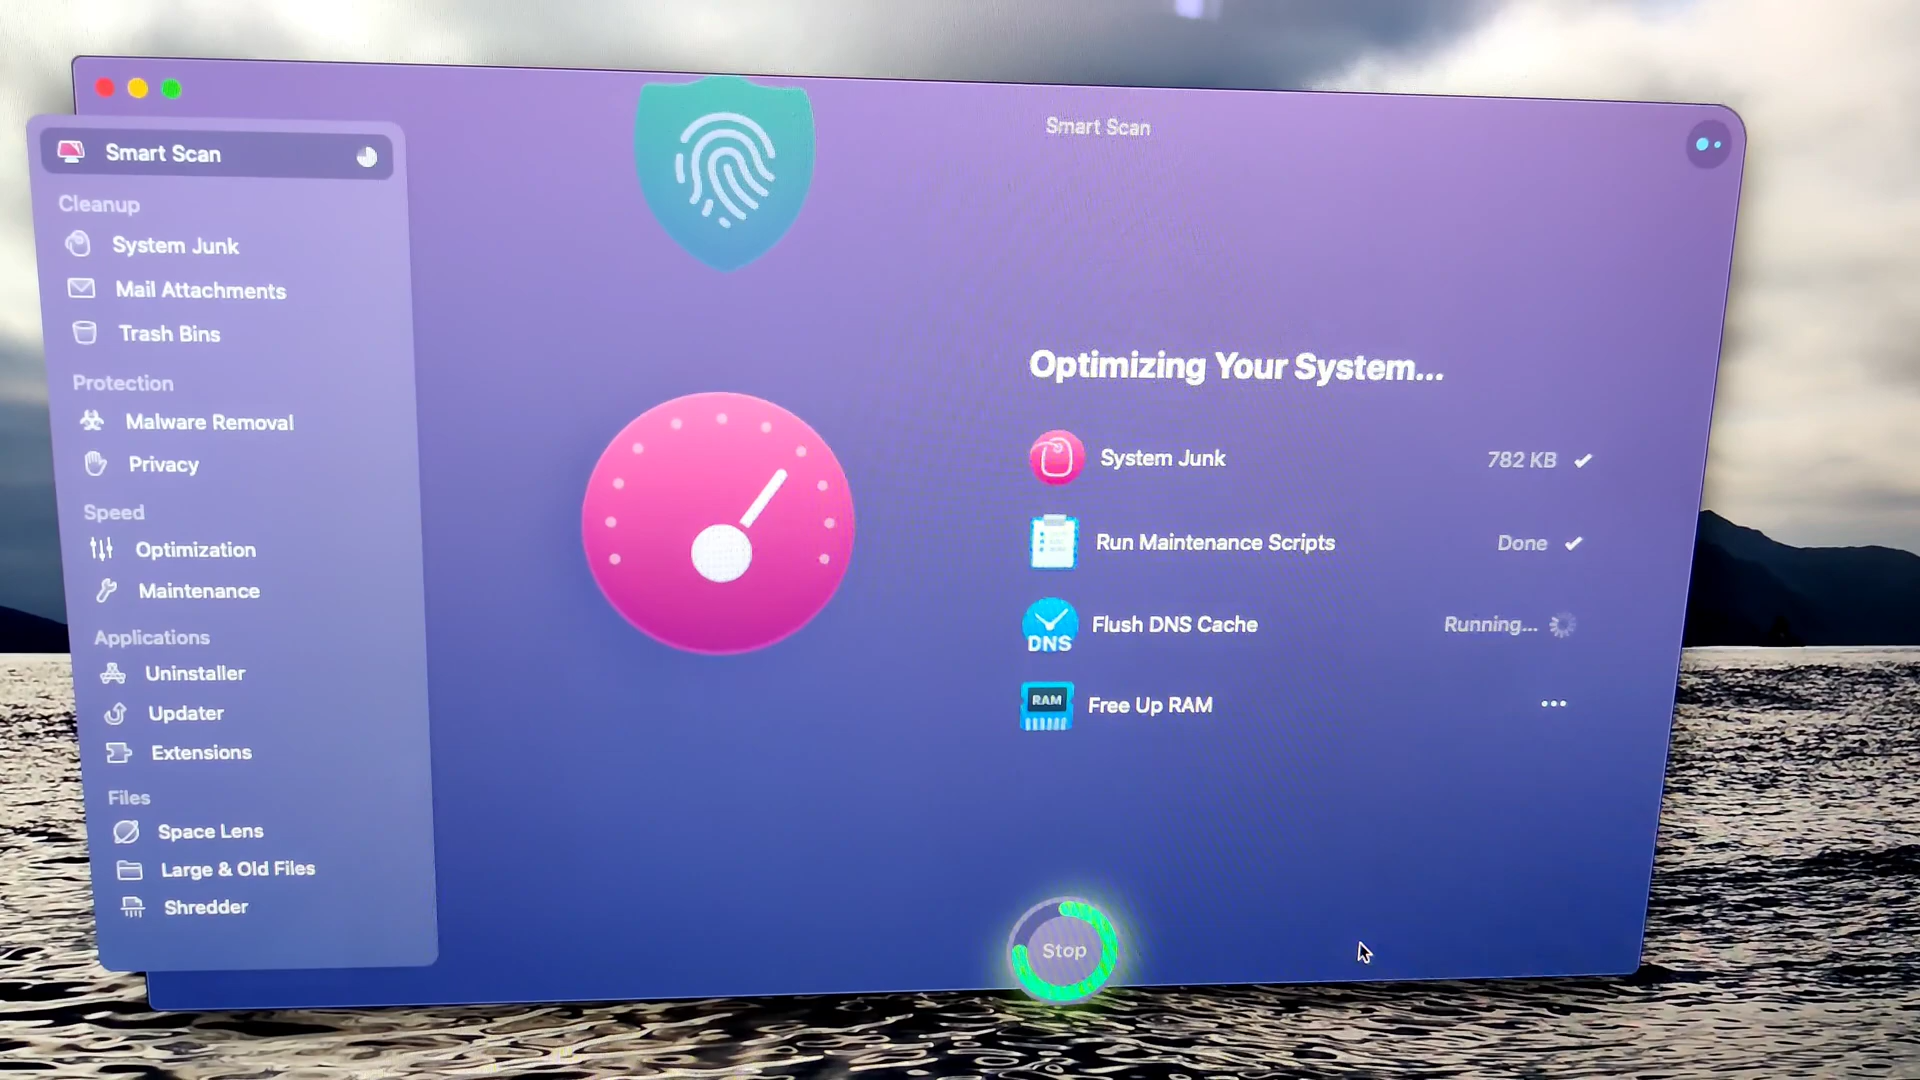 Smart Scan
Smart Scan
Cleanup
System Junk
Mail Attachments
Trash Bins
Protection
Malware Removal
Privacy
Speed
Optimization
Maintenance
Applications
Uninstaller
Updater
Extensions
Files
Space Lens
Large & Old Files
Shredder
Optimizing Your System...
System Junk 782 KB
Run Maintenance Scripts Done
DNS Flush DNS Cache Running...
RAM Free Up RAM
Stop